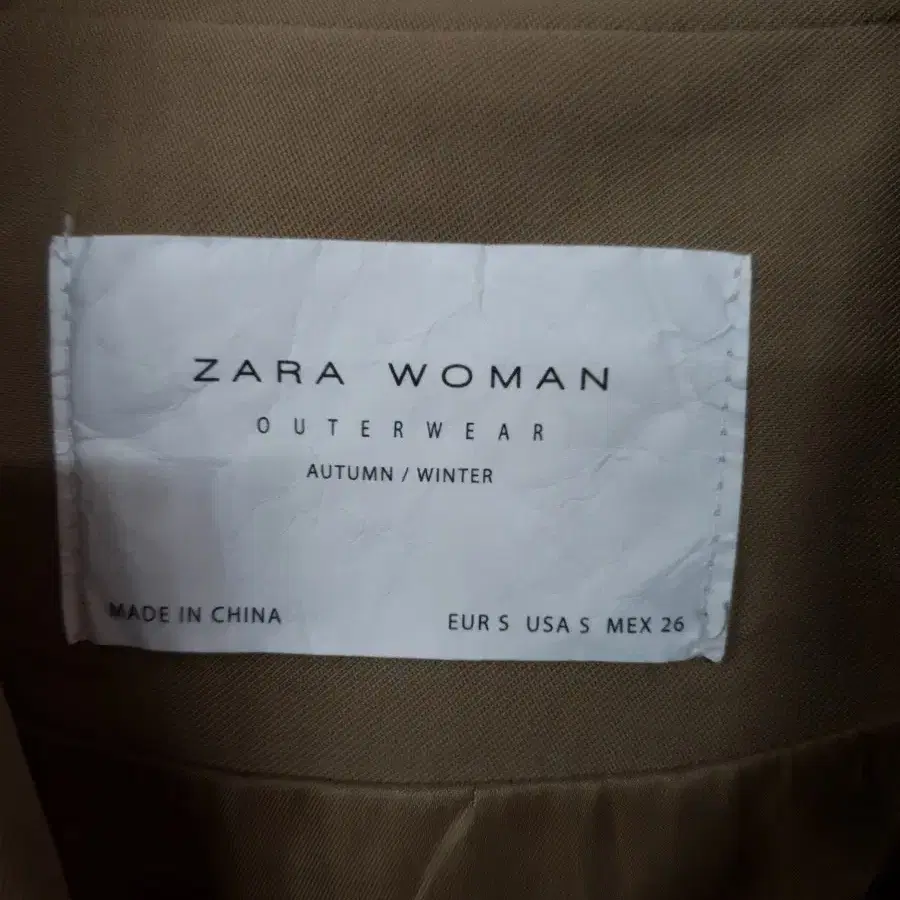 ZARA WOMAN
OUTERWEAR
AUTUMN / WINTER
MADE IN CHINA
EUR S USA S MEX 26